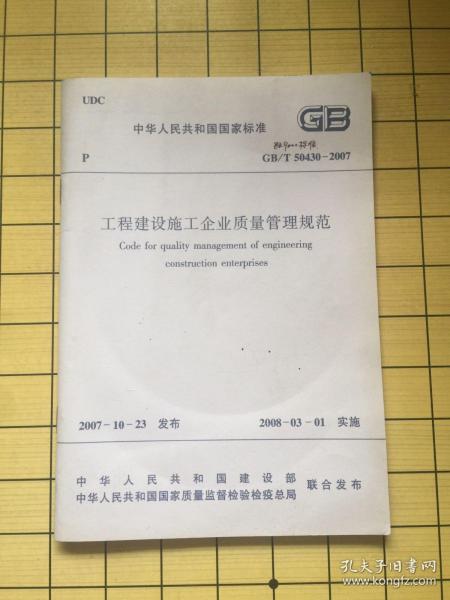 UDC
中华人民共和国国家标准
GB
P
GB/T 50430-2007
工程建设施工企业质量管理规范
Code for quality management of engineering
construction enterprises
2007-10-23 发布
2008-03-01 实施
中华人民共和国建设部
中华人民共和国国家质量监督检验检疫总局
联合发布
孔夫子旧书网
www.kongfz.com